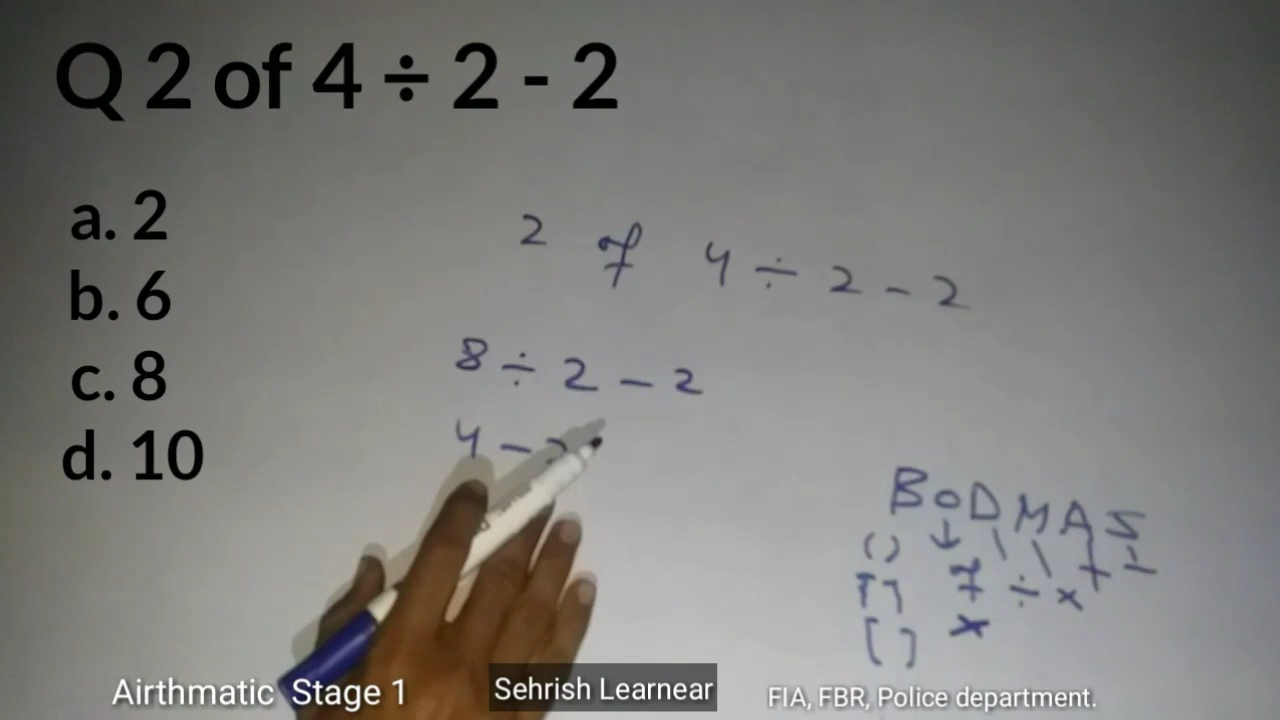 Q 2 of 4 ÷ 2 - 2
a. 2
b. 6
c. 8
d. 10
2 of 4 ÷ 2 - 2
8 ÷ 2 - 2
4 -
BODMAS
()
÷ × + -
×
[ ]
Airthmatic Stage 1
Sehrish Learnear
FIA, FBR, Police department.